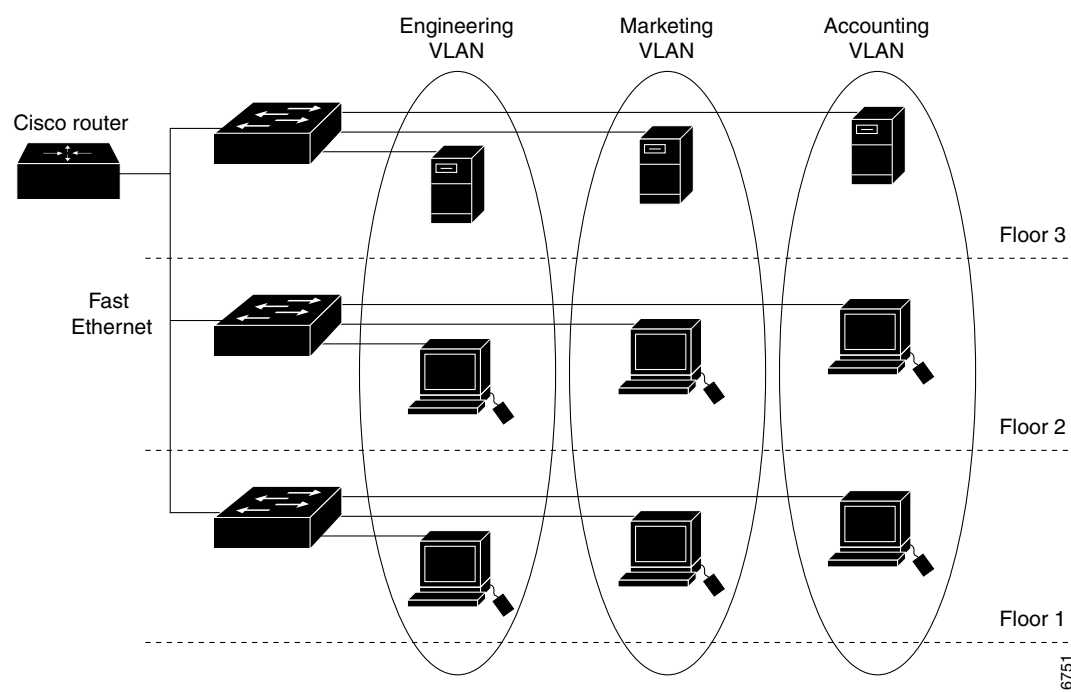 Engineering
VLAN
Marketing
VLAN
Accounting
VLAN
Cisco router
Floor 3
Fast
Ethernet
Floor 2
Floor 1
6751